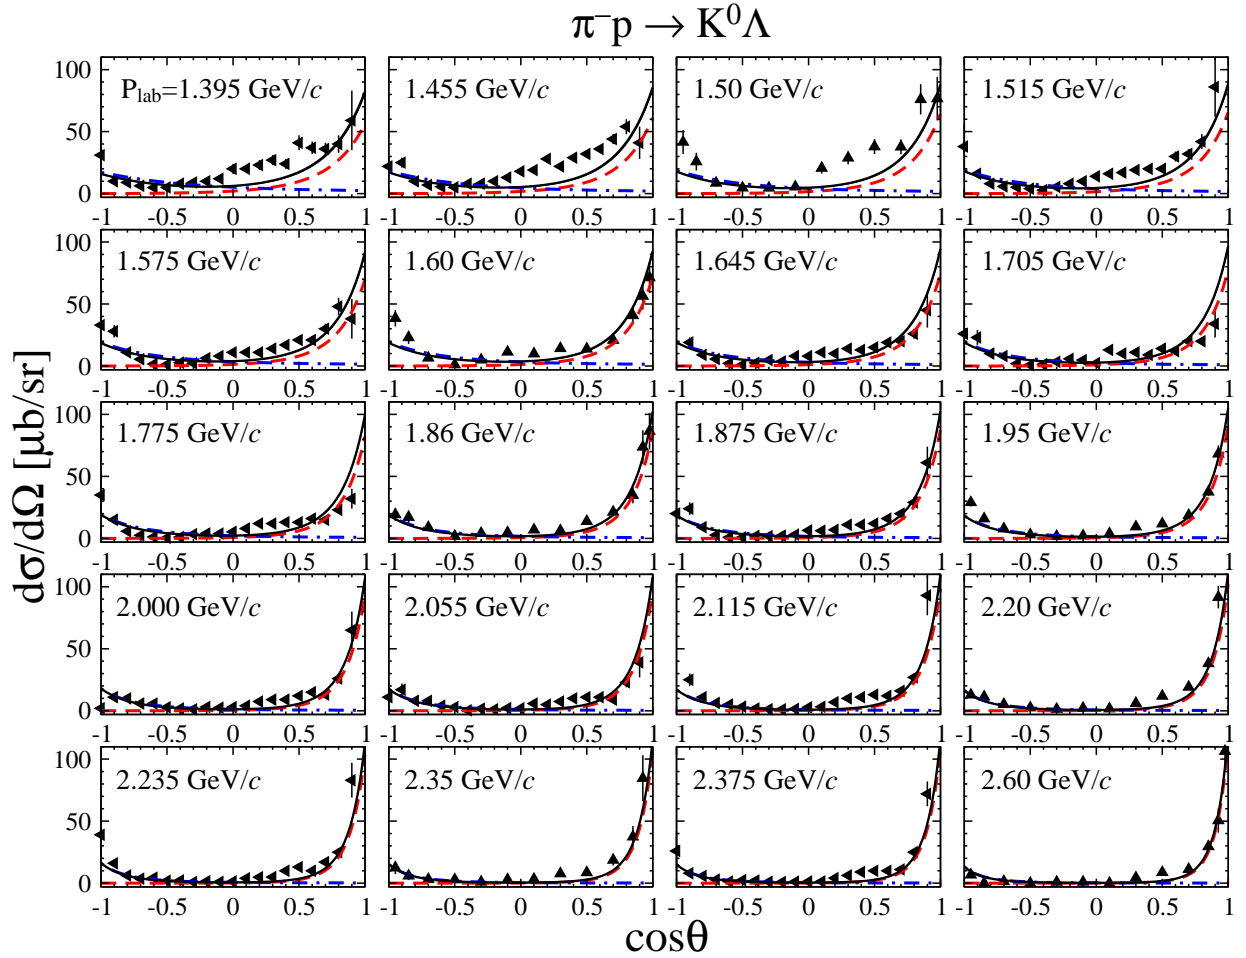 π⁻p → K⁰Λ
dσ/dΩ [μb/sr]
100
50
0
P_lab=1.395 GeV/c
1.455 GeV/c
1.50 GeV/c
1.515 GeV/c
-1 -0.5 0 0.5 1
-1 -0.5 0 0.5 1
-1 -0.5 0 0.5 1
-1 -0.5 0 0.5 1
100
50
0
1.575 GeV/c
1.60 GeV/c
1.645 GeV/c
1.705 GeV/c
-1 -0.5 0 0.5 1
-1 -0.5 0 0.5 1
-1 -0.5 0 0.5 1
-1 -0.5 0 0.5 1
100
50
0
1.775 GeV/c
1.86 GeV/c
1.875 GeV/c
1.95 GeV/c
-1 -0.5 0 0.5 1
-1 -0.5 0 0.5 1
-1 -0.5 0 0.5 1
-1 -0.5 0 0.5 1
100
50
0
2.000 GeV/c
2.055 GeV/c
2.115 GeV/c
2.20 GeV/c
-1 -0.5 0 0.5 1
-1 -0.5 0 0.5 1
-1 -0.5 0 0.5 1
-1 -0.5 0 0.5 1
100
50
0
2.235 GeV/c
2.35 GeV/c
2.375 GeV/c
2.60 GeV/c
-1 -0.5 0 0.5 1
-1 -0.5 0 0.5 1
-1 -0.5 0 0.5 1
-1 -0.5 0 0.5 1
cosθ